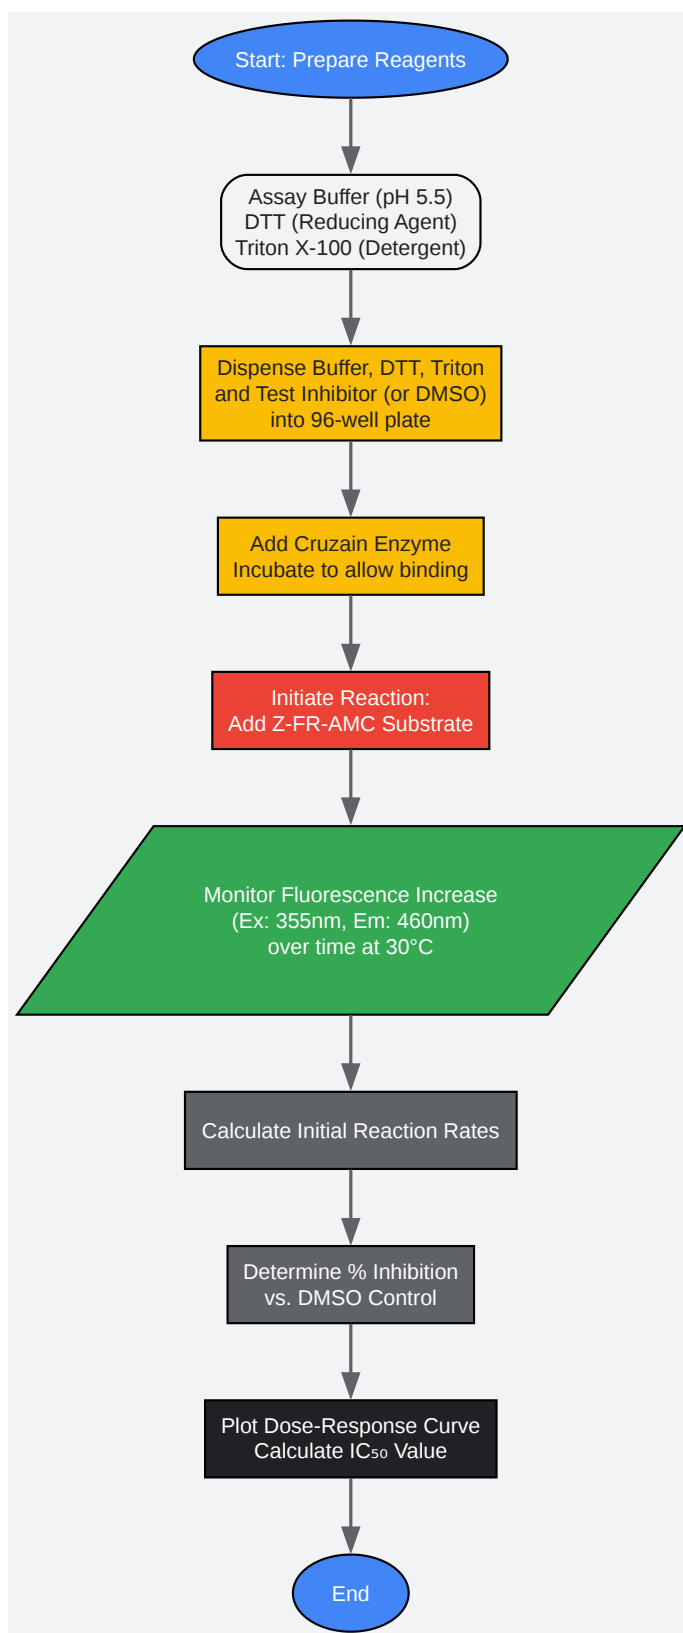 Start: Prepare Reagents
Assay Buffer (pH 5.5)
DTT (Reducing Agent)
Triton X-100 (Detergent)
Dispense Buffer, DTT, Triton
and Test Inhibitor (or DMSO)
into 96-well plate
Add Cruzain Enzyme
Incubate to allow binding
Initiate Reaction:
Add Z-FR-AMC Substrate
Monitor Fluorescence Increase
(Ex: 355nm, Em: 460nm)
over time at 30°C
Calculate Initial Reaction Rates
Determine % Inhibition
vs. DMSO Control
Plot Dose-Response Curve
Calculate IC₅₀ Value
End